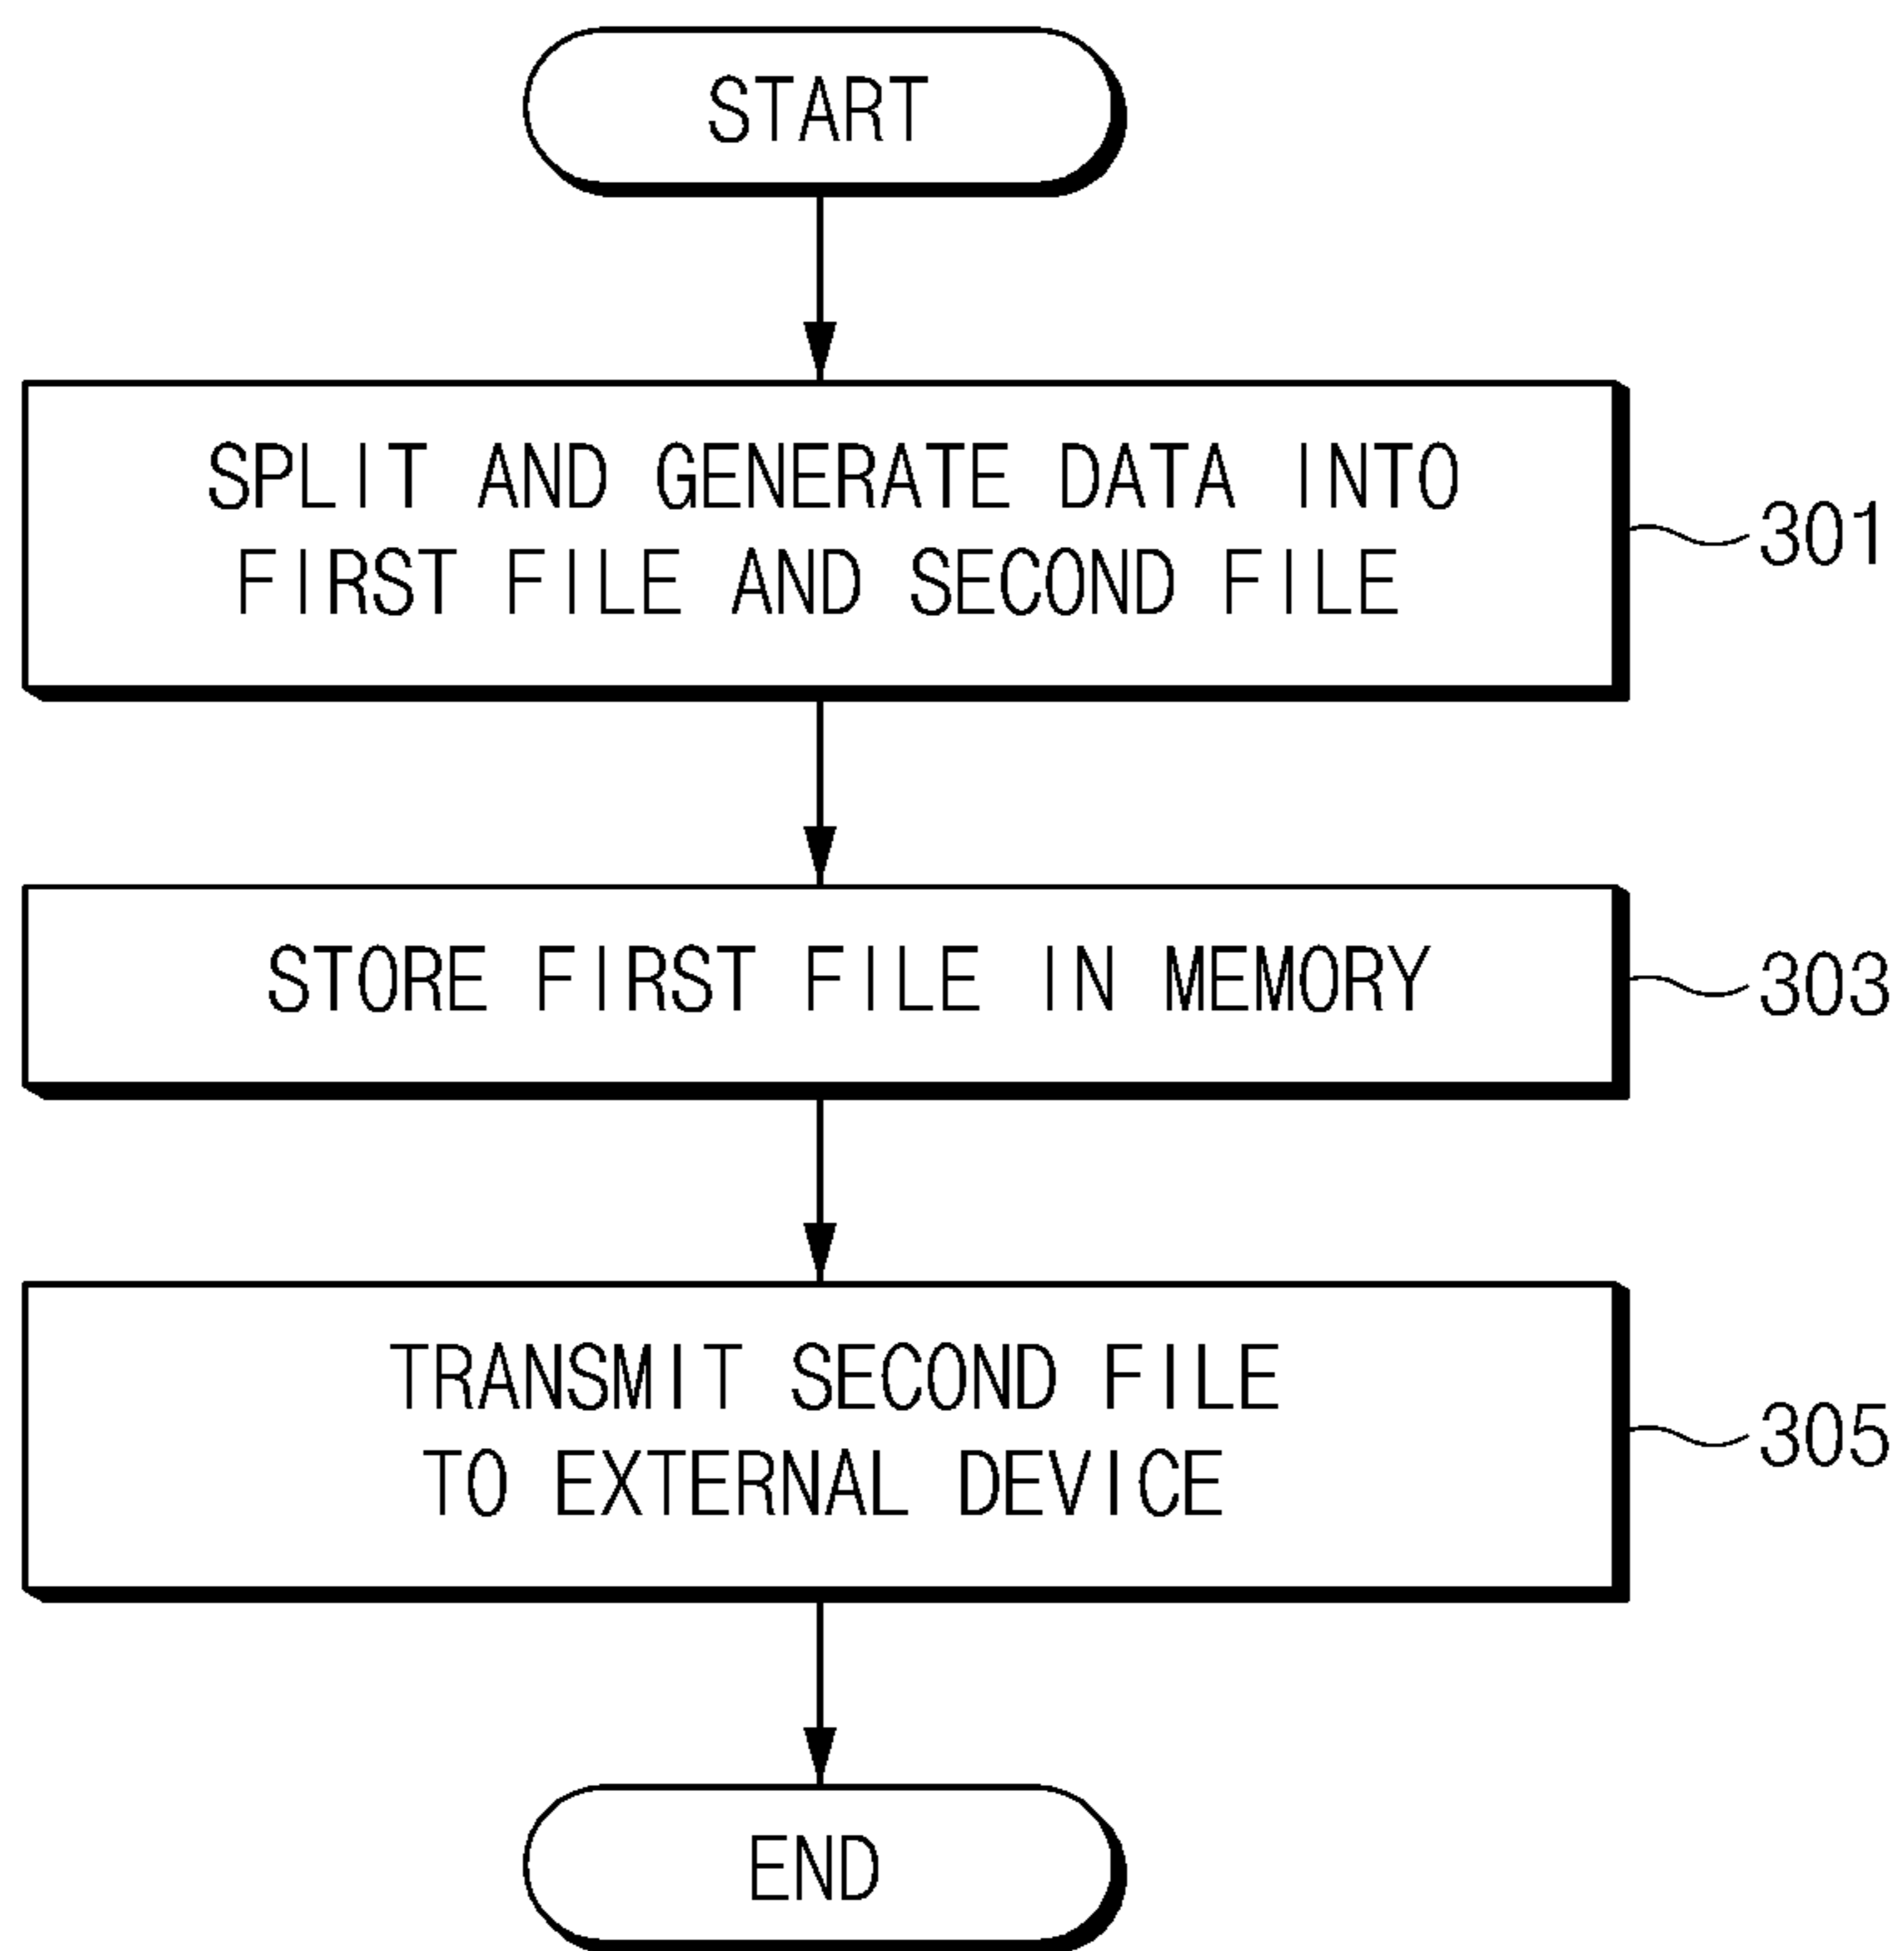 START
SPLIT AND GENERATE DATA INTO
FIRST FILE AND SECOND FILE
301
STORE FIRST FILE IN MEMORY
303
TRANSMIT SECOND FILE
TO EXTERNAL DEVICE
305
END